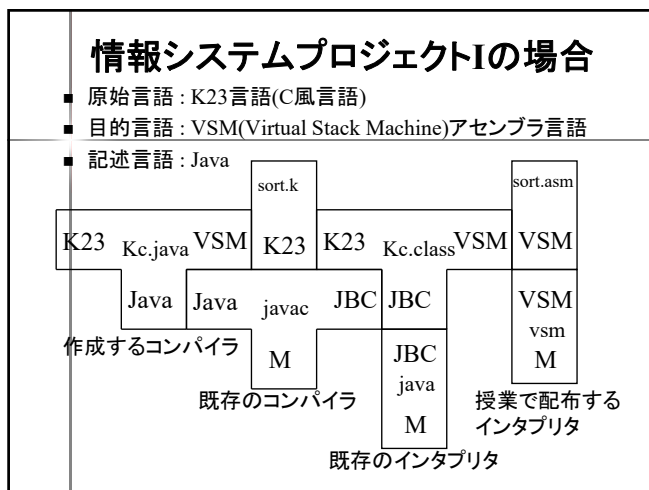 情報システムプロジェクトIの場合
■ 原始言語 : K23言語(C風言語)
■ 目的言語 : VSM(Virtual Stack Machine)アセンブラ言語
■ 記述言語 : Java
sort.k
sort.asm
K23 Kc.java VSM K23 K23 Kc.class VSM VSM
Java Java javac JBC JBC VSM
vsm
作成するコンパイラ
M JBC M
java
既存のコンパイラ
授業で配布する
M
インタプリタ
既存のインタプリタ